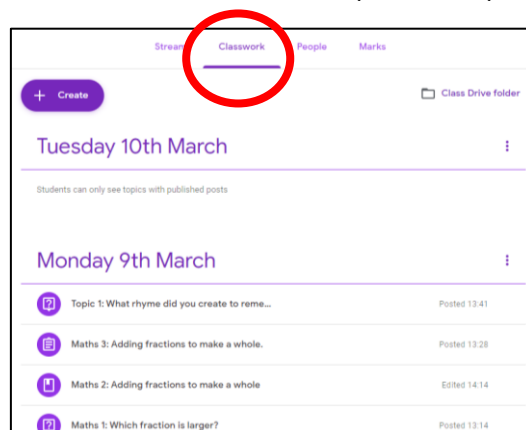 Stream Classwork People Marks
+ Create Class Drive folder
Tuesday 10th March
Students can only see topics with published posts
Monday 9th March
Topic 1: What rhyme did you create to reme... Posted 13:41
Maths 3: Adding fractions to make a whole. Posted 13:28
Maths 2: Adding fractions to make a whole Edited 14:14
Maths 1: Which fraction is larger? Posted 13:14